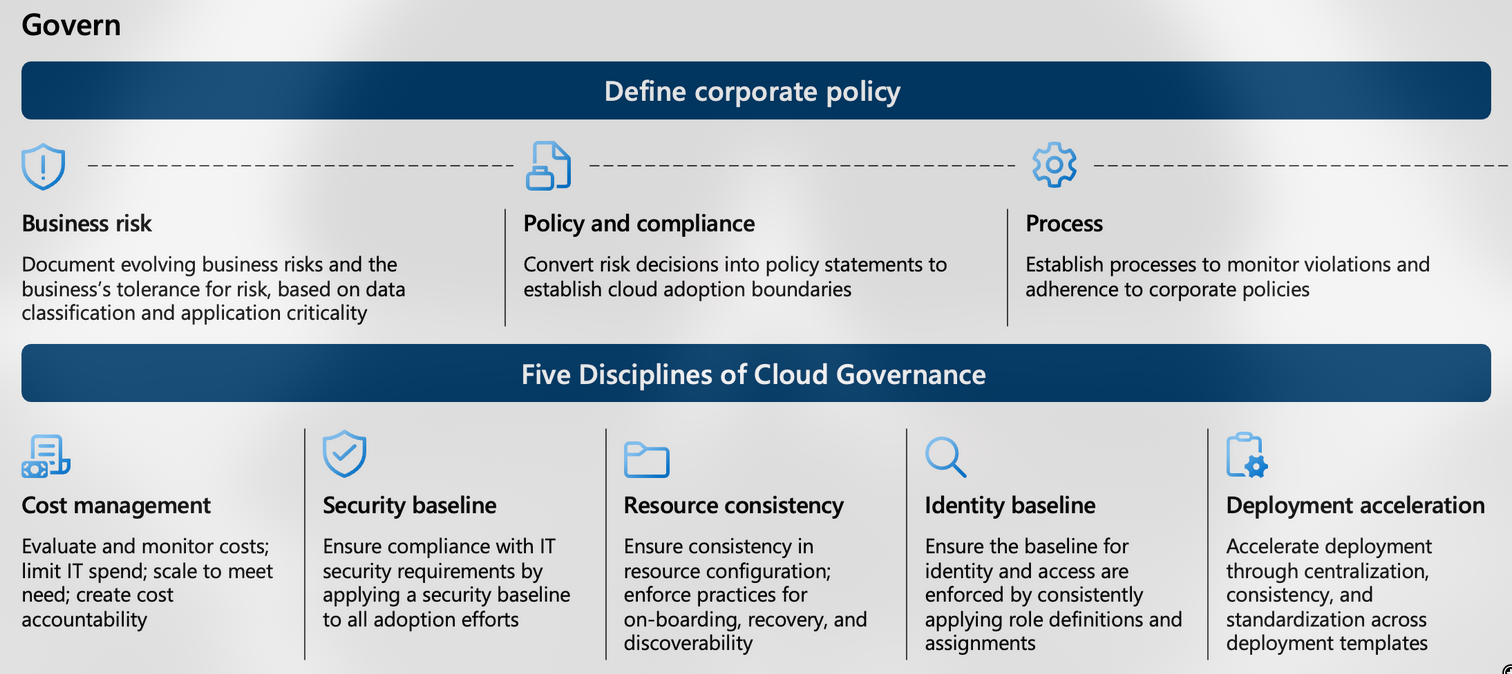 Govern
Define corporate policy
Business risk
Document evolving business risks and the
business’s tolerance for risk, based on data
classification and application criticality
Policy and compliance
Convert risk decisions into policy statements to
establish cloud adoption boundaries
Process
Establish processes to monitor violations and
adherence to corporate policies
Five Disciplines of Cloud Governance
Cost management
Evaluate and monitor costs;
limit IT spend; scale to meet
need; create cost
accountability
Security baseline
Ensure compliance with IT
security requirements by
applying a security baseline
to all adoption efforts
Resource consistency
Ensure consistency in
resource configuration;
enforce practices for
on-boarding, recovery, and
discoverability
Identity baseline
Ensure the baseline for
identity and access are
enforced by consistently
applying role definitions and
assignments
Deployment acceleration
Accelerate deployment
through centralization,
consistency, and
standardization across
deployment templates